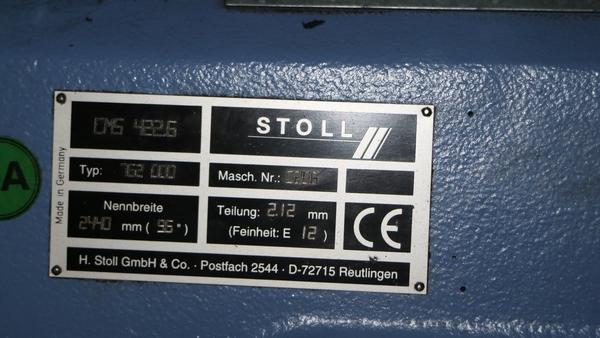 CMS 422.6
STOLL
Typ: 762 000
Masch. Nr.:
Made in Germany
Nennbreite
2440 mm ( 96" )
Teilung: 2.12 mm
(Feinheit: E 12 )
CE
H. Stoll GmbH & Co. · Postfach 2544 · D-72715 Reutlingen
A